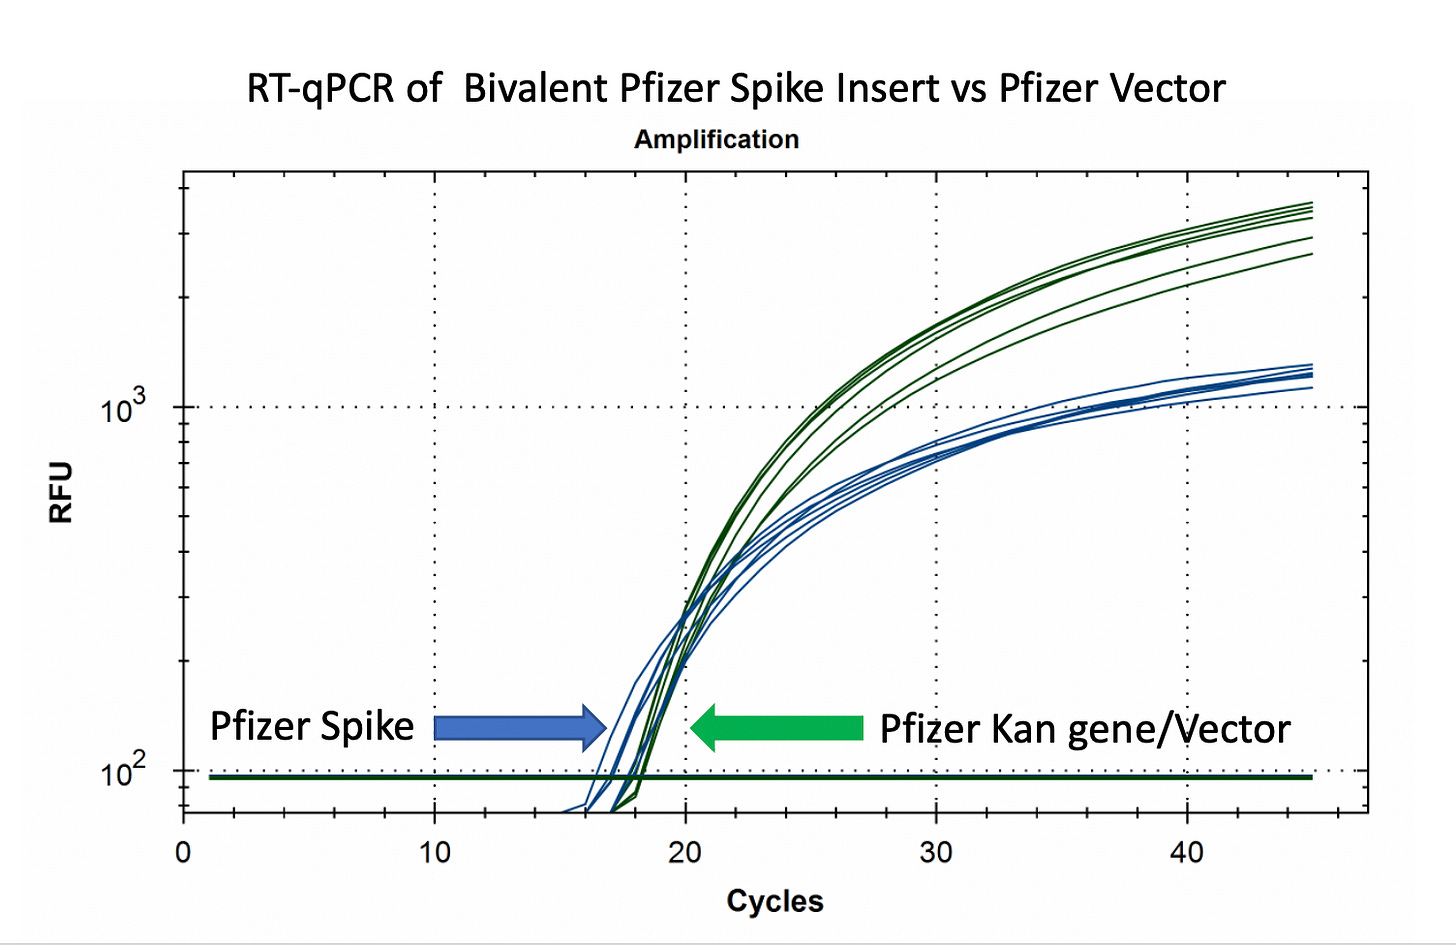 RT-qPCR of Bivalent Pfizer Spike Insert vs Pfizer Vector
Amplification
10³
RFU
Pfizer Spike
Pfizer Kan gene/Vector
10²
0 10 20 30 40
Cycles